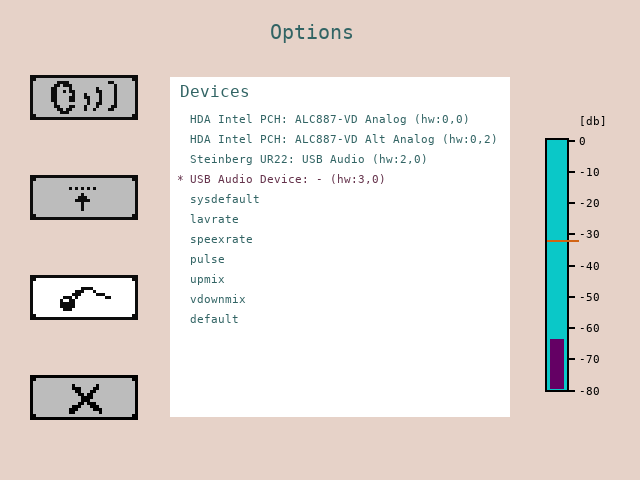 Options
Devices
HDA Intel PCH: ALC887-VD Analog (hw:0,0)
HDA Intel PCH: ALC887-VD Alt Analog (hw:0,2)
Steinberg UR22: USB Audio (hw:2,0)
* USB Audio Device: - (hw:3,0)
sysdefault
lavrate
speexrate
pulse
upmix
vdownmix
default
[db]
0
-10
-20
-30
-40
-50
-60
-70
-80